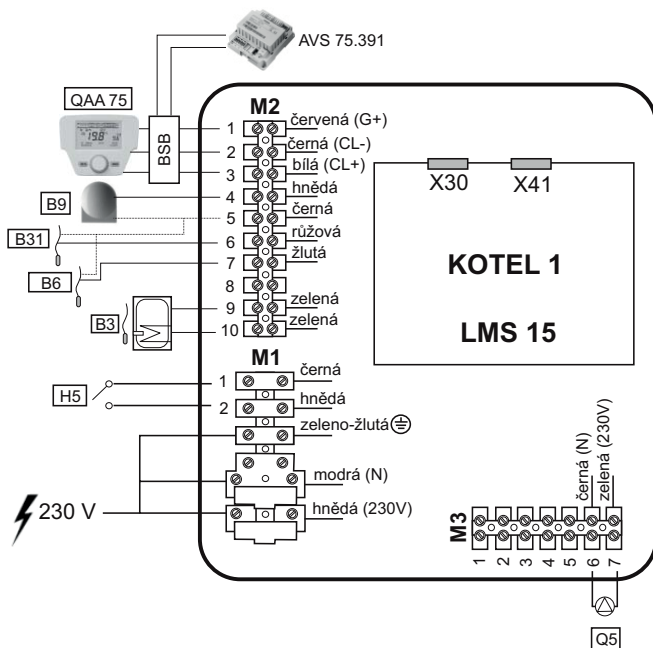 AVS 75.391
QAA 75
19.8
BSB
B9
B31
B6
B3
H5
230 V
M2
1 červená (G+)
2 černá (CL-)
3 bílá (CL+)
4 hnědá
5 černá
6 růžová
7 žlutá
8
9 zelená
10 zelená
M1
1 černá
2 hnědá
zeleno-žlutá
modrá (N)
hnědá (230V)
X30 X41
KOTEL 1
LMS 15
černá (N)
zelená (230V)
M3
1 2 3 4 5 6 7
Q5